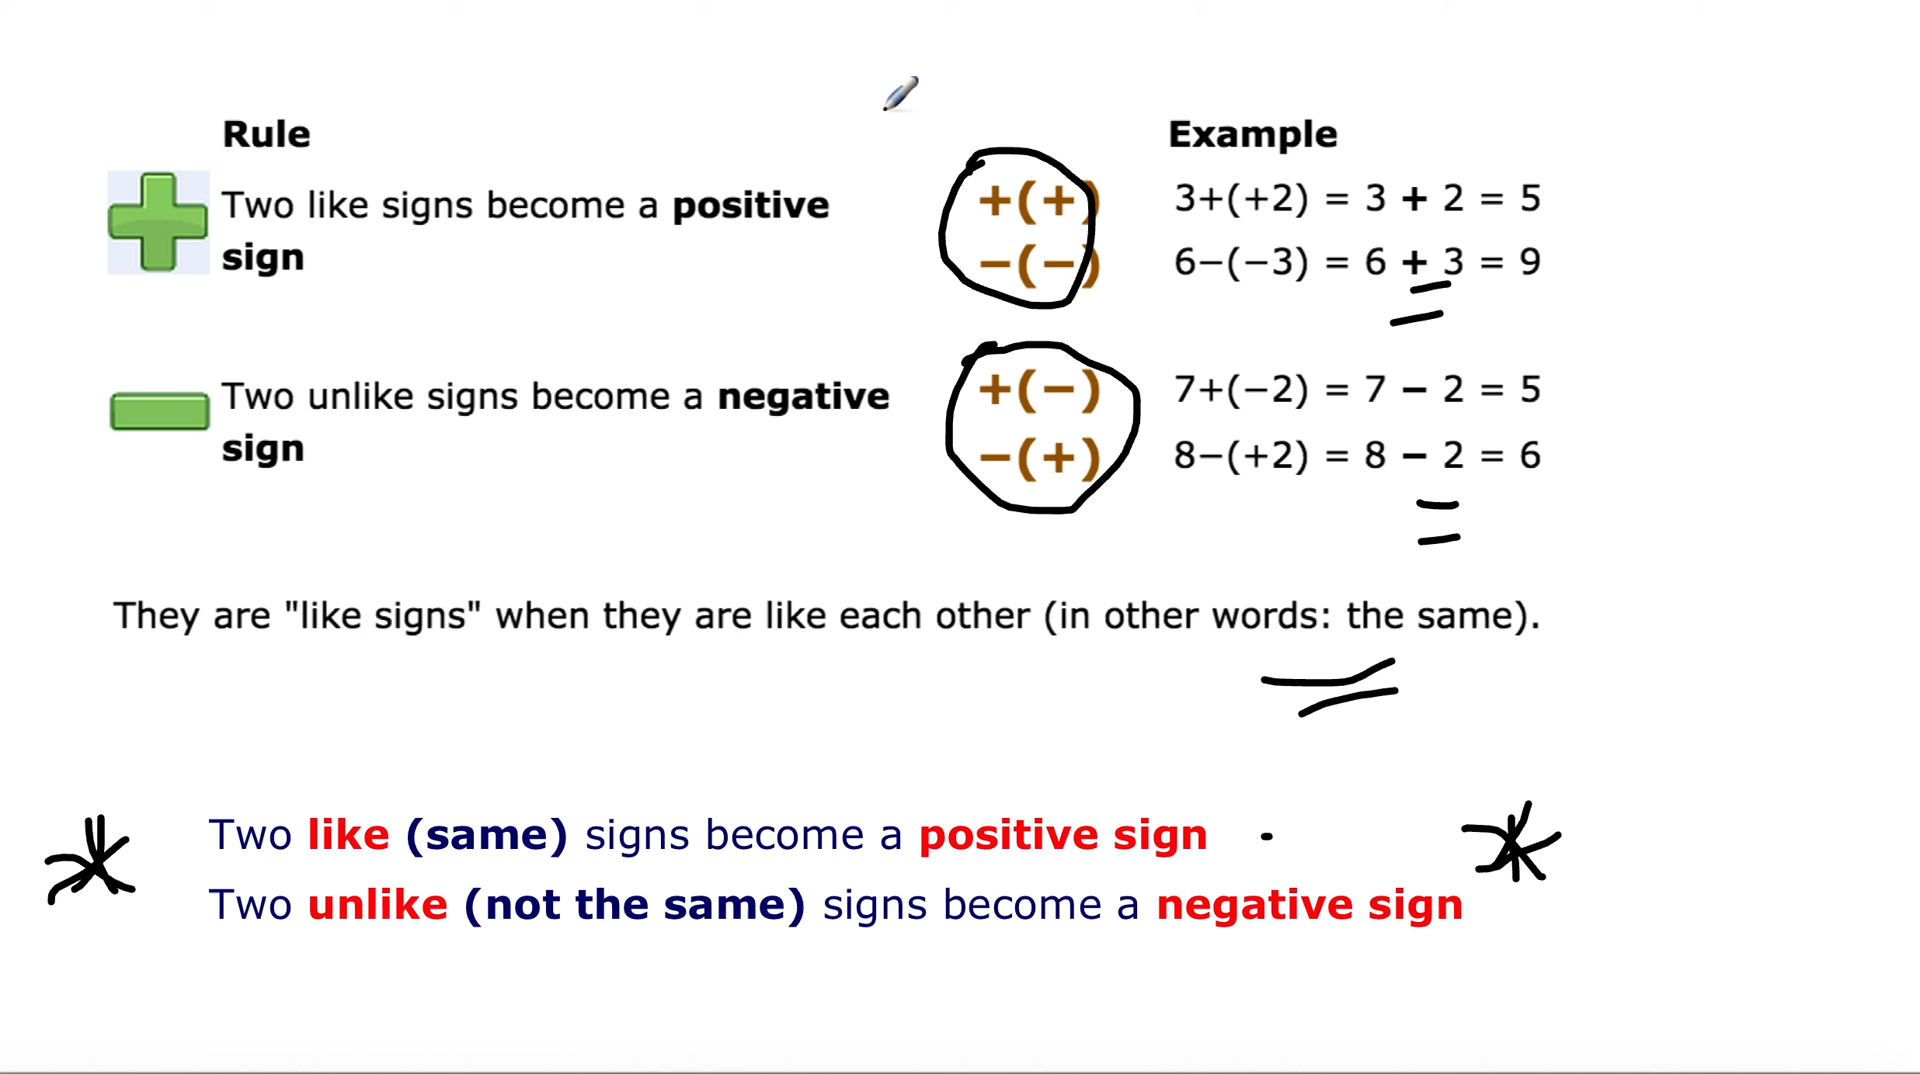 Rule
Example
Two like signs become a positive
sign
+(+)
−(−)
3+(+2) = 3 + 2 = 5
6−(−3) = 6 + 3 = 9
Two unlike signs become a negative
sign
+(−)
−(+)
7+(−2) = 7 − 2 = 5
8−(+2) = 8 − 2 = 6
They are "like signs" when they are like each other (in other words: the same).
Two like (same) signs become a positive sign
Two unlike (not the same) signs become a negative sign